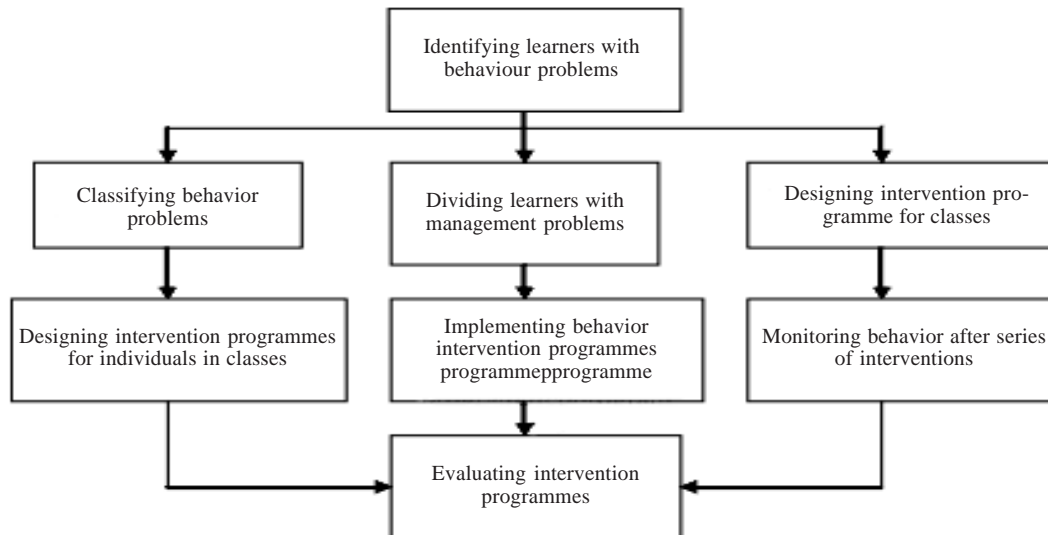 Identifying learners with
behaviour problems
Classifying behavior
problems
Dividing learners with
management problems
Designing intervention pro-
gramme for classes
Designing intervention programmes
for individuals in classes
Implementing behavior
intervention programmes
programmepprogramme
Monitoring behavior after series
of interventions
Evaluating intervention
programmes